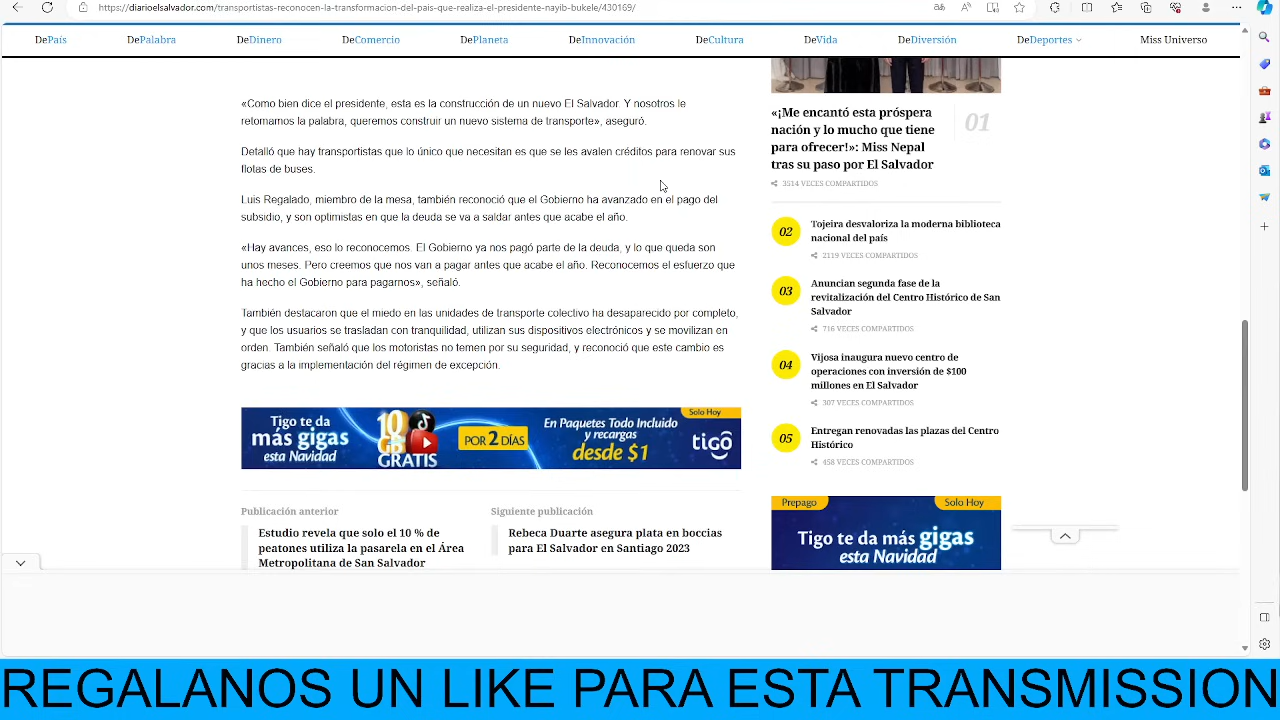 https://diarioelsalvador.com/transportistas-reconocen-la-transformacion-del-pais-que-realiza-el-presidente-nayib-bukele/430169/
DePaís
DePalabra
DeDinero
DeComercio
DePlaneta
DeInnovación
DeCultura
DeVida
DeDiversión
DeDeportes
Miss Universo
«Como bien dice el presidente, esta es la construcción de un nuevo El Salvador. Y nosotros le
retomamos la palabra, queremos construir un nuevo sistema de transporte», aseguró.
Detalló que hay transportistas que lo único que necesitan es que se les avalen créditos para renovar sus
flotas de buses.
Luis Regalado, miembro de la mesa, también reconoció que el Gobierno ha avanzado en el pago del
subsidio, y son optimistas en que la deuda se va a saldar antes que acabe el año.
«Hay avances, eso lo reconocemos. El Gobierno ya nos pagó parte de la deuda, y lo que queda son
unos meses. Pero creemos que nos van a pagar antes que acabe el año. Reconocemos el esfuerzo que
ha hecho el Gobierno para pagarnos», señaló.
También destacaron que el miedo en las unidades de transporte colectivo ha desaparecido por completo,
y que los usuarios se trasladan con tranquilidad, utilizan sus dispositivos electrónicos y se movilizan en
orden. También señaló que los motoristas no temen por su seguridad, y reconoció que este cambio es
gracias a la implementación del régimen de excepción.
Tigo te da
más gigas
esta Navidad
10
GB
GRATIS
POR 2 DÍAS
En Paquetes Todo Incluido
y recargas
desde $1
Solo Hoy
tigo
Publicación anterior
Estudio revela que solo el 10 % de
peatones utiliza la pasarela en el Área
Metropolitana de San Salvador
Siguiente publicación
Rebeca Duarte asegura plata en boccias
para El Salvador en Santiago 2023
«¡Me encantó esta próspera
nación y lo mucho que tiene
para ofrecer!»: Miss Nepal
tras su paso por El Salvador
01
3514 VECES COMPARTIDOS
02
Tojeira desvaloriza la moderna biblioteca
nacional del país
2119 VECES COMPARTIDOS
03
Anuncian segunda fase de la
revitalización del Centro Histórico de San
Salvador
716 VECES COMPARTIDOS
04
Vijosa inaugura nuevo centro de
operaciones con inversión de $100
millones en El Salvador
307 VECES COMPARTIDOS
05
Entregan renovadas las plazas del Centro
Histórico
458 VECES COMPARTIDOS
Prepago
Solo Hoy
Tigo te da más gigas
esta Navidad
REGALANOS UN LIKE PARA ESTA TRANSMISSION